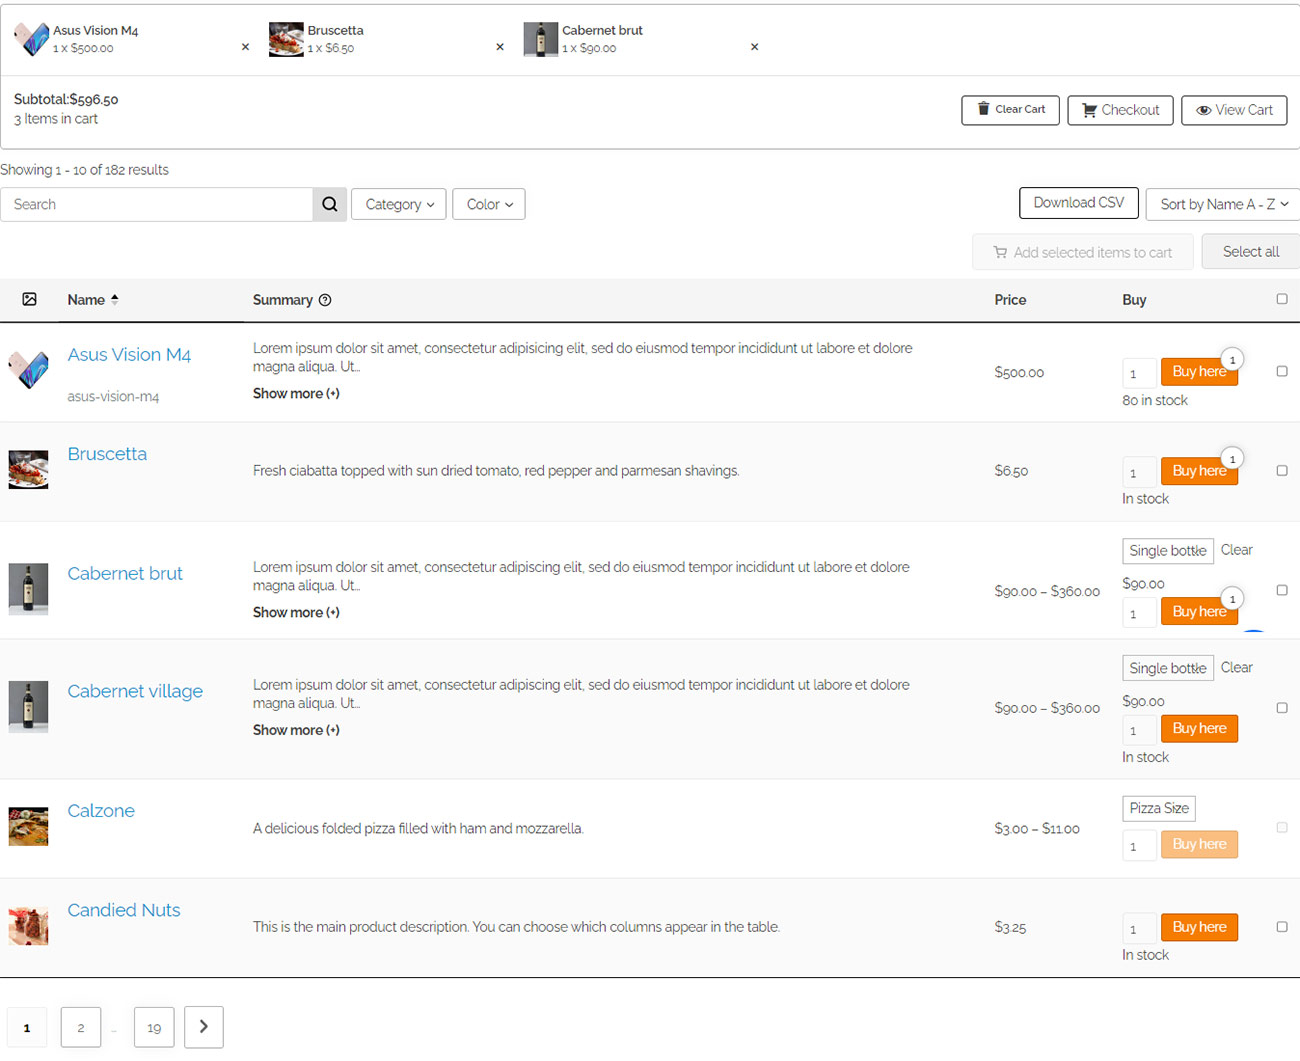 Asus Vision M4
1 x $500.00
×
Bruscetta
1 x $6.50
×
Cabernet brut
1 x $90.00
×
Subtotal:$596.50
3 Items in cart
Clear Cart
Checkout
View Cart
Showing 1 - 10 of 182 results
Search
Category
Color
Download CSV
Sort by Name A - Z
Add selected items to cart
Select all
Name
Summary
Price
Buy
Asus Vision M4
asus-vision-m4
Lorem ipsum dolor sit amet, consectetur adipisicing elit, sed do eiusmod tempor incididunt ut labore et dolore
magna aliqua. Ut...
Show more (+)
$500.00
1
Buy here
1
80 in stock
Bruscetta
Fresh ciabatta topped with sun dried tomato, red pepper and parmesan shavings.
$6.50
1
Buy here
1
In stock
Cabernet brut
Lorem ipsum dolor sit amet, consectetur adipiscing elit, sed do eiusmod tempor incididunt ut labore et dolore
magna aliqua. Ut...
Show more (+)
$90.00 – $360.00
Single bottle
Clear
$90.00
1
Buy here
1
Cabernet village
Lorem ipsum dolor sit amet, consectetur adipiscing elit, sed do eiusmod tempor incididunt ut labore et dolore
magna aliqua. Ut...
Show more (+)
$90.00 – $360.00
Single bottle
Clear
$90.00
1
Buy here
In stock
Calzone
A delicious folded pizza filled with ham and mozzarella.
$3.00 – $11.00
Pizza Size
1
Buy here
Candied Nuts
This is the main product description. You can choose which columns appear in the table.
$3.25
1
Buy here
In stock
1
2
...
19